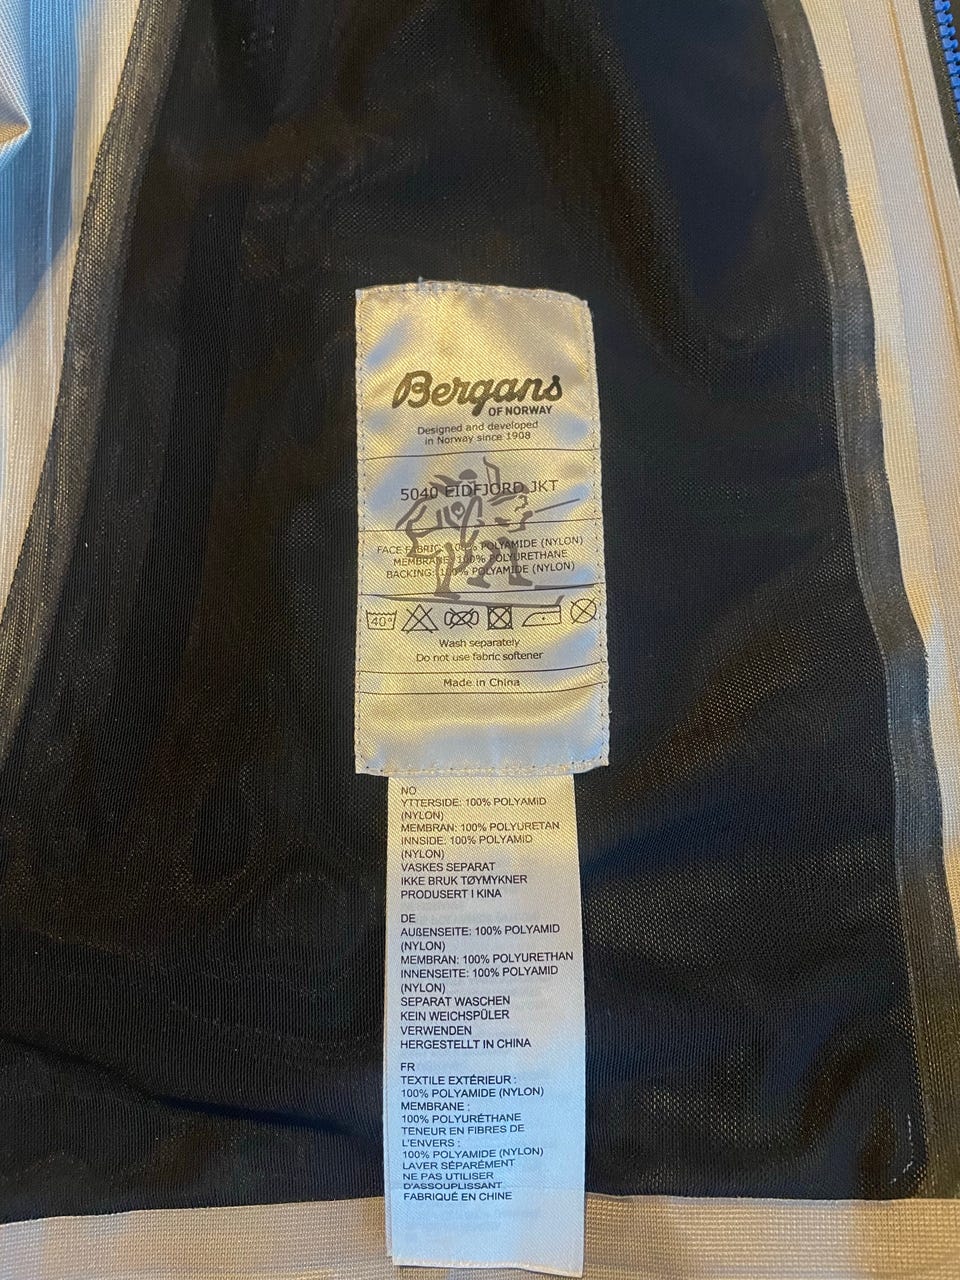 Bergans
OF NORWAY
Designed and developed
in Norway since 1908
5040 EIDFJORD JKT
FACE FABRIC: 100% POLYAMIDE (NYLON)
MEMBRANE: 100% POLYURETHANE
BACKING: 100% POLYAMIDE (NYLON)
40°
Wash separately
Do not use fabric softener
Made in China
NO
YTTERSIDE: 100% POLYAMID
(NYLON)
MEMBRAN: 100% POLYURETAN
INNSIDE: 100% POLYAMID
(NYLON)
VASKES SEPARAT
IKKE BRUK TØYMYKNER
PRODUSERT I KINA
DE
AUßENSEITE: 100% POLYAMID
(NYLON)
MEMBRAN: 100% POLYURETHAN
INNENSEITE: 100% POLYAMID
(NYLON)
SEPARAT WASCHEN
KEIN WEICHSPÜLER
VERWENDEN
HERGESTELLT IN CHINA
FR
TEXTILE EXTÉRIEUR :
100% POLYAMIDE (NYLON)
MEMBRANE :
100% POLYURÉTHANE
TENEUR EN FIBRES DE
L'ENVERS :
100% POLYAMIDE (NYLON)
LAVER SÉPARÉMENT
NE PAS UTILISER
D'ASSOUPLISSANT
FABRIQUÉ EN CHINE